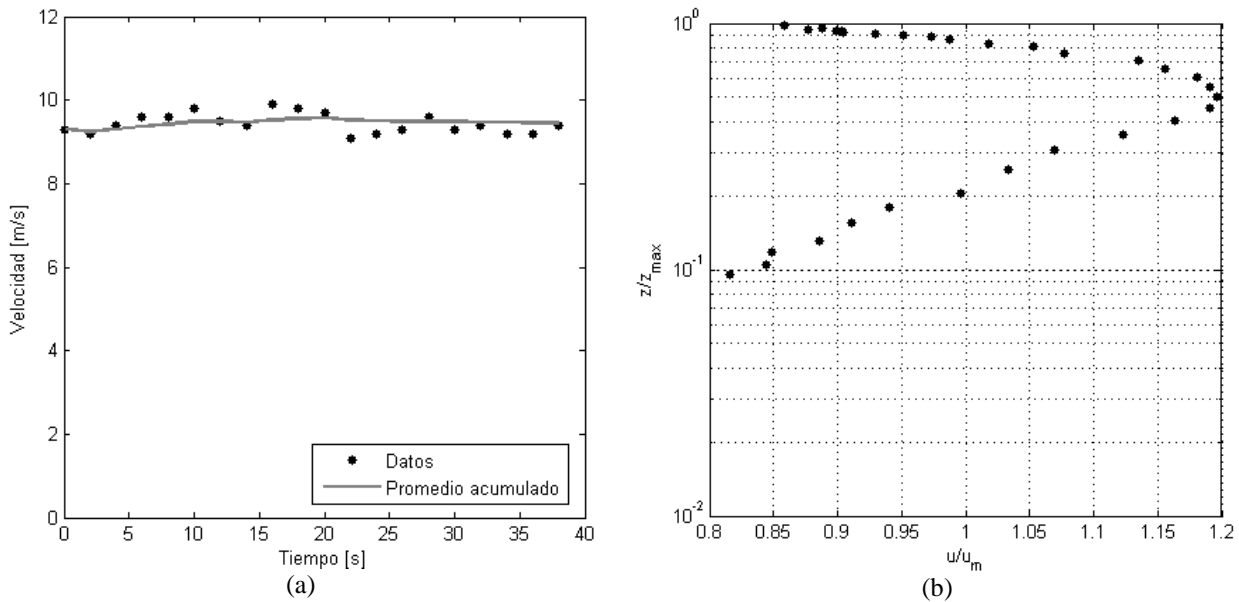 12
10
8
6
4
2
0
Velocidad [m/s]
Datos
Promedio acumulado
0 5 10 15 20 25 30 35 40
Tiempo [s]
(a)
10^0
10^-1
10^-2
z/z_max
0.8 0.85 0.9 0.95 1 1.05 1.1 1.15 1.2
u/u_m
(b)